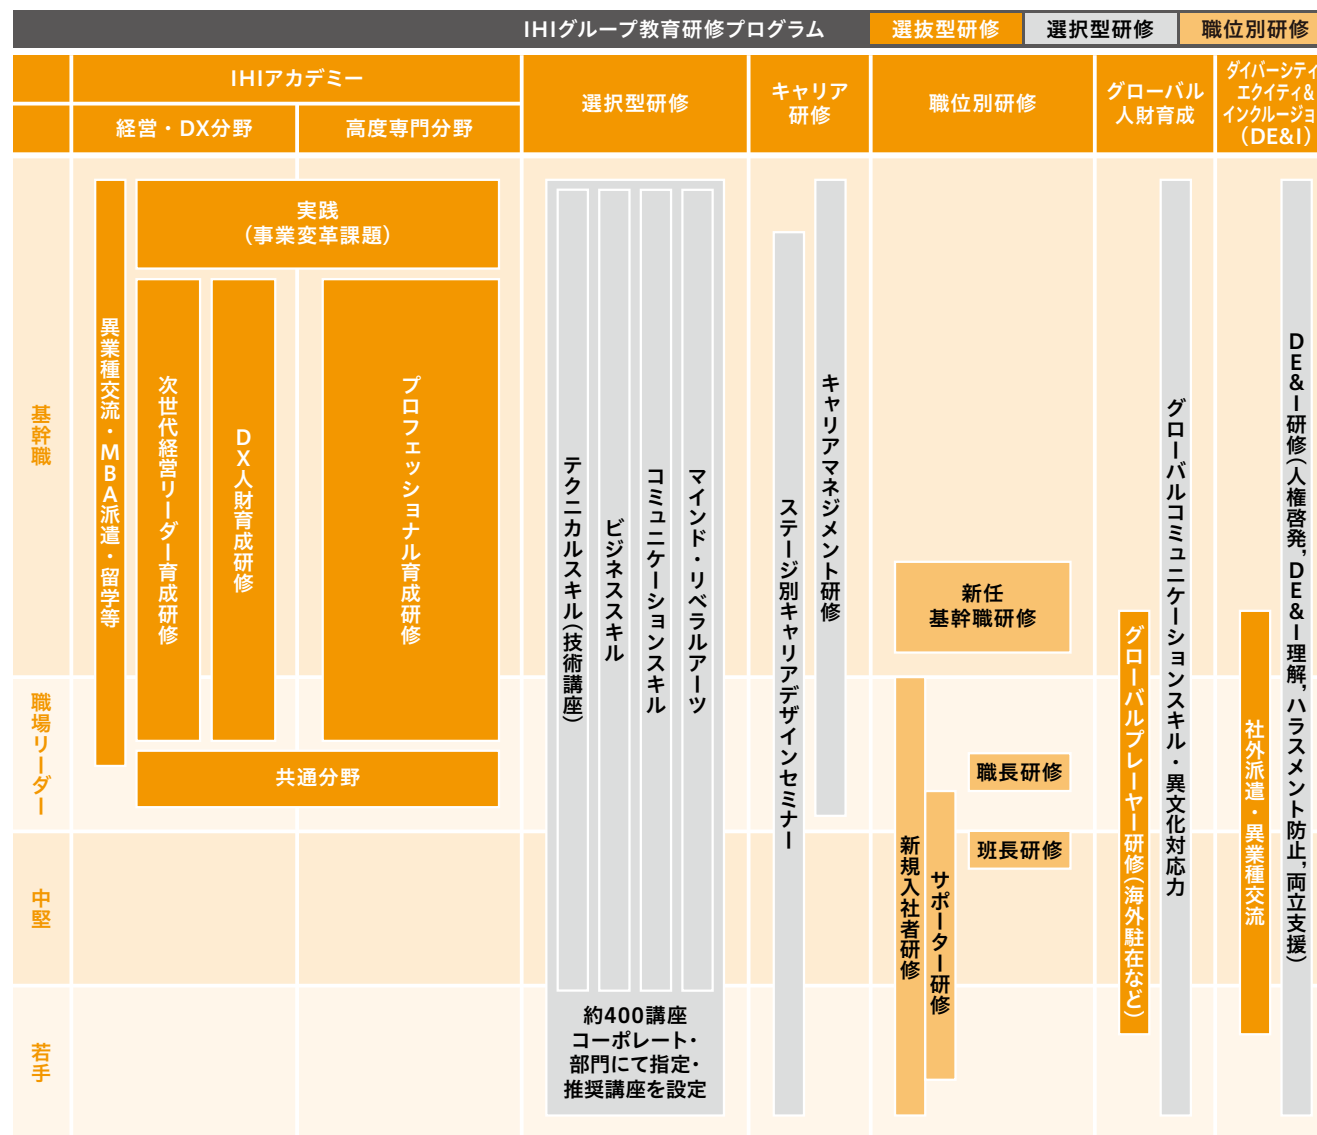 IHIグループ教育研修プログラム
選抜型研修
選択型研修
職位別研修
IHIアカデミー
経営・DX分野
高度専門分野
選択型研修
キャリア
研修
職位別研修
グローバル
人財育成
ダイバーシティ
エクイティ&
インクルージョ
(DE&I)
基幹職
職場リーダー
中堅
若手
異業種交流・MBA派遣・留学等
実践
(事業変革課題)
次世代経営リーダー育成研修
DX人財育成研修
プロフェッショナル育成研修
共通分野
テクニカルスキル(技術講座)
ビジネススキル
コミュニケーションスキル
マインド・リベラルアーツ
約400講座
コーポレート・
部門にて指定・
推奨講座を設定
ステージ別キャリアデザインセミナー
キャリアマネジメント研修
新任
基幹職研修
職長研修
班長研修
新規入社者研修
サポーター研修
グローバルプレーヤー研修(海外駐在など)
グローバルコミュニケーションスキル・異文化対応力
社外派遣・異業種交流
DE&I研修(人権啓発,DE&I理解,ハラスメント防止,両立支援)